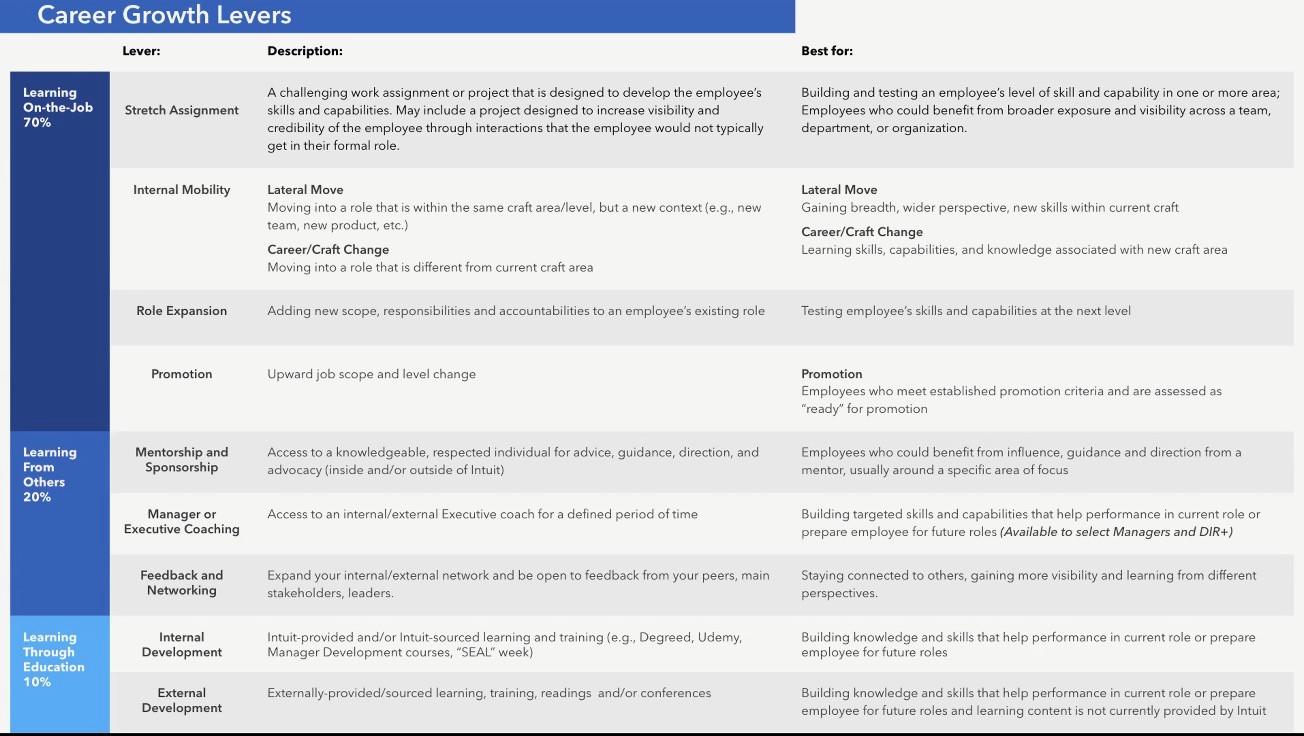 Career Growth Levers
Lever:
Description:
Best for:
Learning
On-the-Job
70%
Stretch Assignment
A challenging work assignment or project that is designed to develop the employee's
skills and capabilities. May include a project designed to increase visibility and
credibility of the employee through interactions that the employee would not typically
get in their formal role.
Building and testing an employee's level of skill and capability in one or more area;
Employees who could benefit from broader exposure and visibility across a team,
department, or organization.
Internal Mobility
Lateral Move
Moving into a role that is within the same craft area/level, but a new context (e.g., new
team, new product, etc.)
Career/Craft Change
Moving into a role that is different from current craft area
Lateral Move
Gaining breadth, wider perspective, new skills within current craft
Career/Craft Change
Learning skills, capabilities, and knowledge associated with new craft area
Role Expansion
Adding new scope, responsibilities and accountabilities to an employee's existing role
Testing employee's skills and capabilities at the next level
Promotion
Upward job scope and level change
Promotion
Employees who meet established promotion criteria and are assessed as
"ready" for promotion
Learning
From
Others
20%
Mentorship and
Sponsorship
Access to a knowledgeable, respected individual for advice, guidance, direction, and
advocacy (inside and/or outside of Intuit)
Employees who could benefit from influence, guidance and direction from a
mentor, usually around a specific area of focus
Manager or
Executive Coaching
Access to an internal/external Executive coach for a defined period of time
Building targeted skills and capabilities that help performance in current role or
prepare employee for future roles (Available to select Managers and DIR+)
Feedback and
Networking
Expand your internal/external network and be open to feedback from your peers, main
stakeholders, leaders.
Staying connected to others, gaining more visibility and learning from different
perspectives.
Learning
Through
Education
10%
Internal
Development
Intuit-provided and/or Intuit-sourced learning and training (e.g., Degreed, Udemy,
Manager Development courses, "SEAL" week)
Building knowledge and skills that help performance in current role or prepare
employee for future roles
External
Development
Externally-provided/sourced learning, training, readings  and/or conferences
Building knowledge and skills that help performance in current role or prepare
employee for future roles and learning content is not currently provided by Intuit